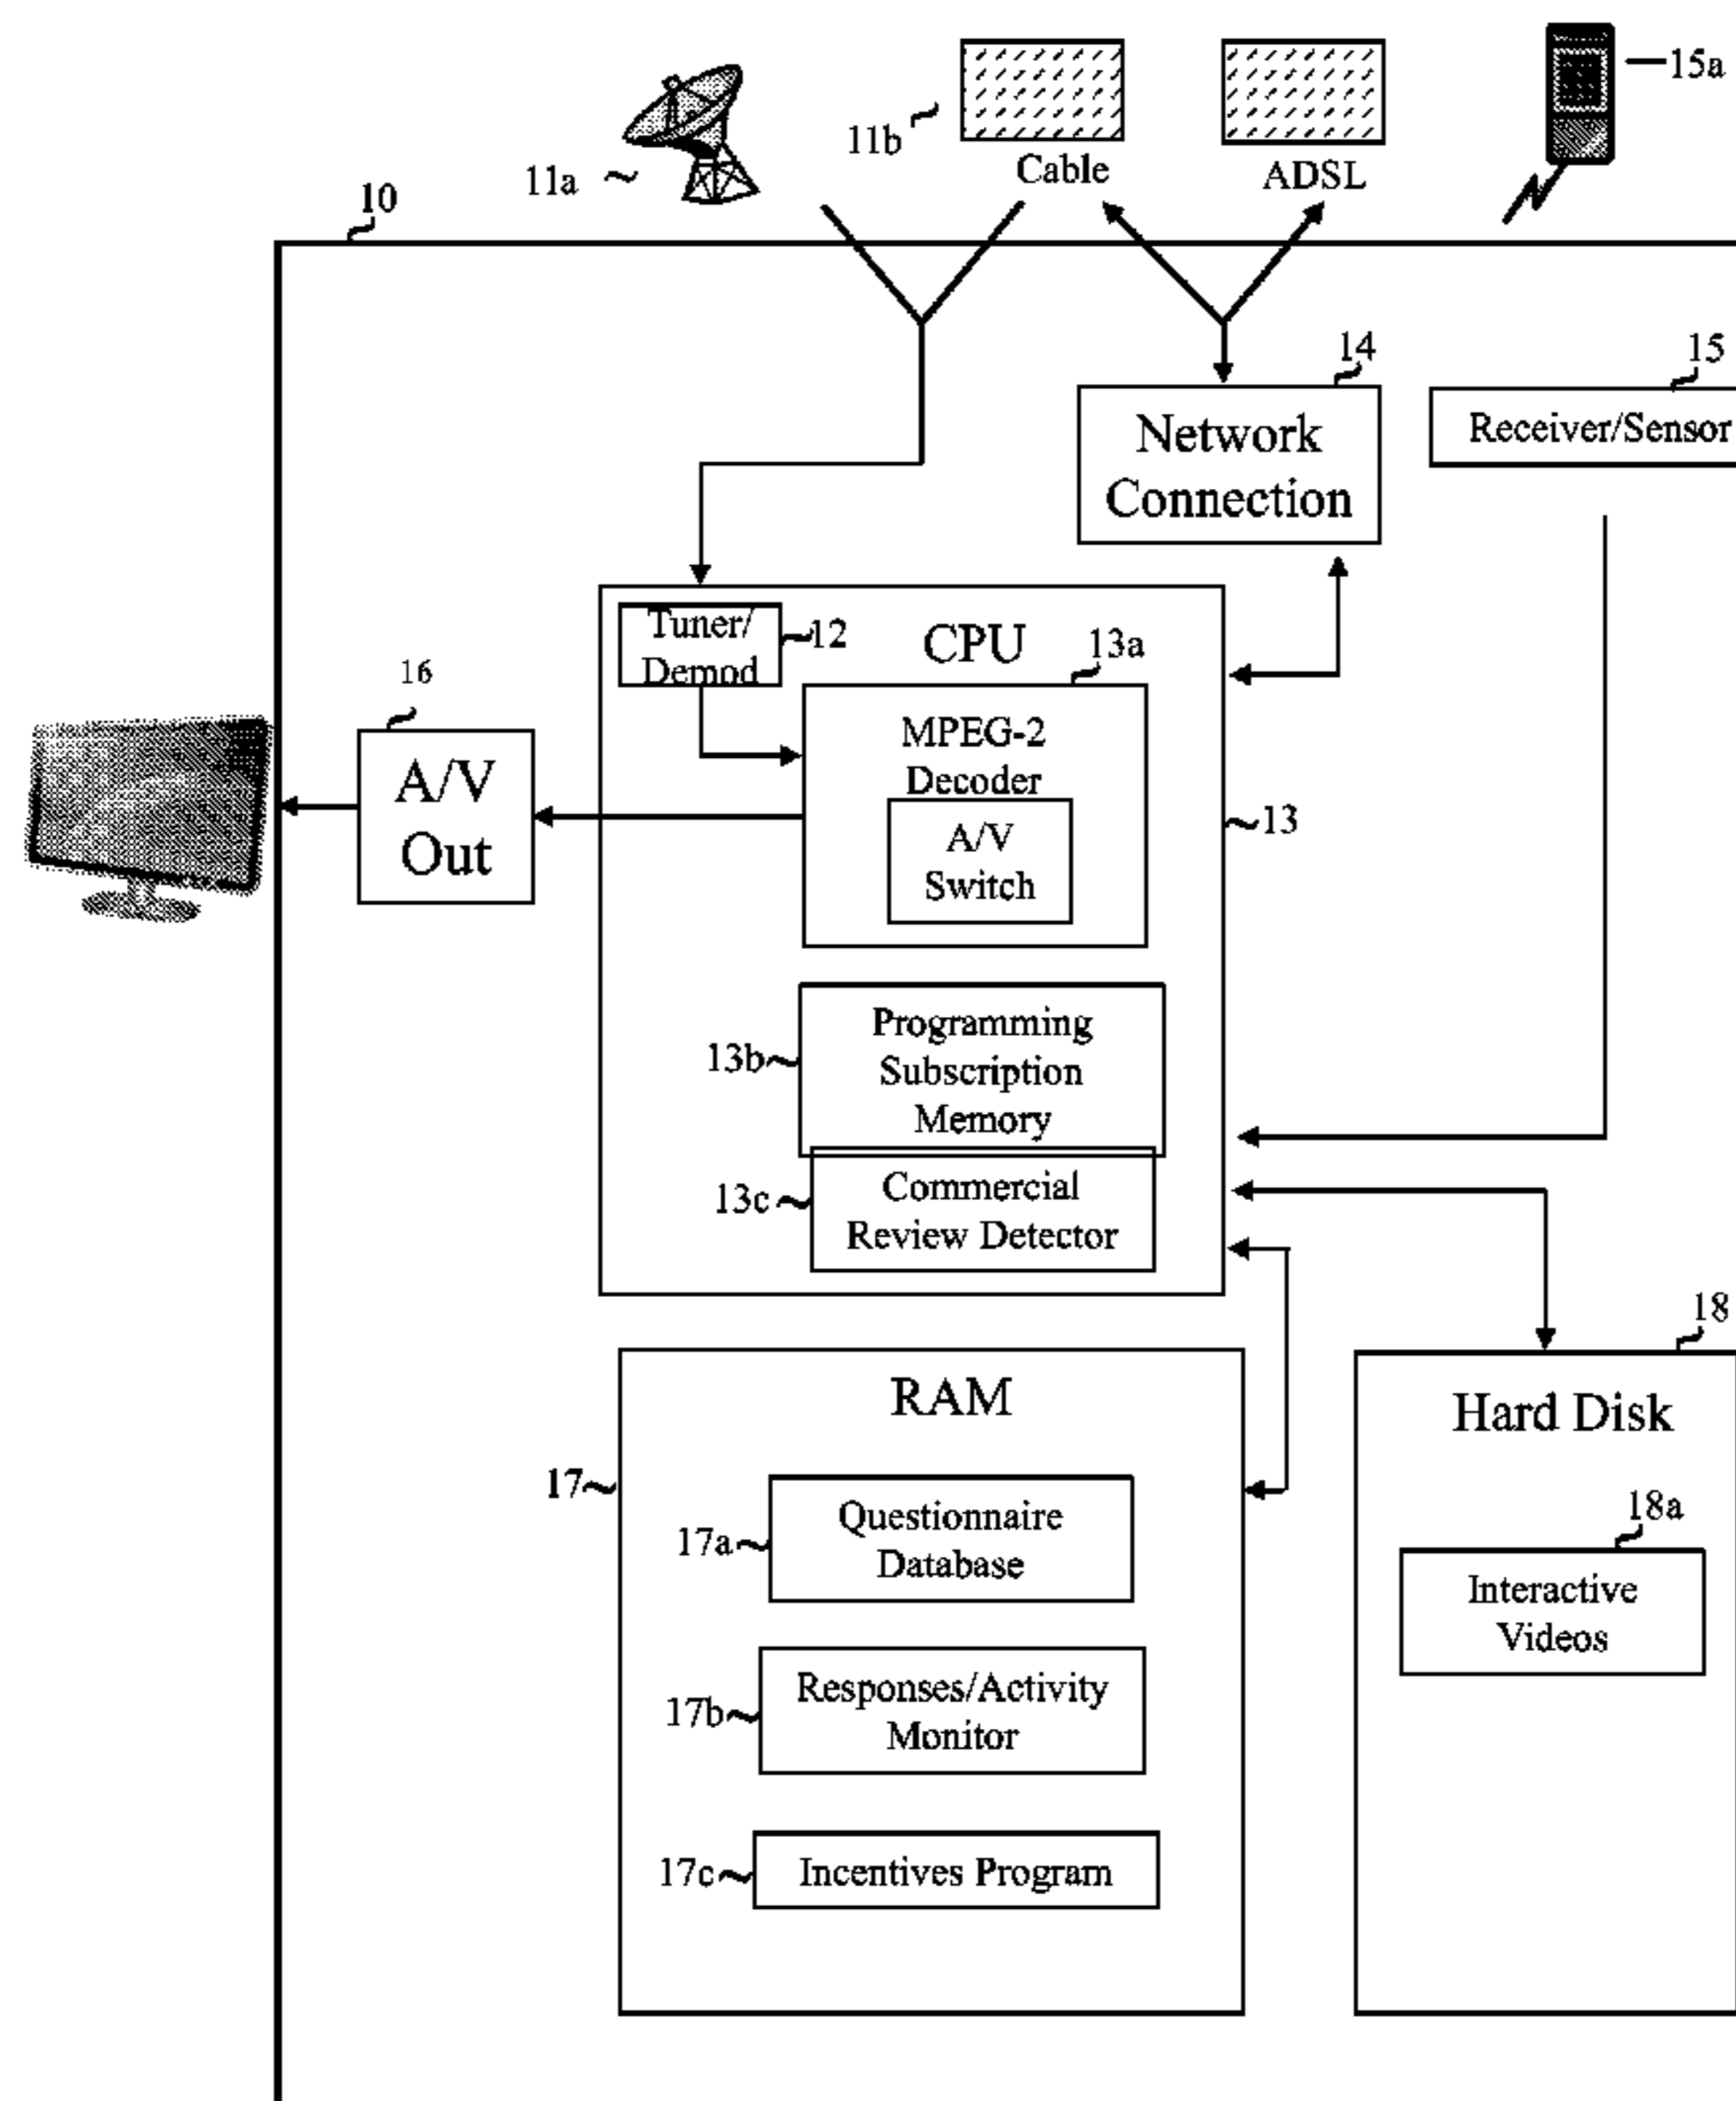 15a
11b
Cable
ADSL
11a
10
14
15
Network
Connection
Receiver/Sensor
Tuner/
Demod
12
CPU
13a
16
MPEG-2
Decoder
A/V
Out
A/V
Switch
13
Programming
Subscription
Memory
13b
Commercial
Review Detector
13c
18
RAM
Hard Disk
17
Questionnaire
Database
17a
18a
Interactive
Videos
Responses/Activity
Monitor
17b
Incentives Program
17c